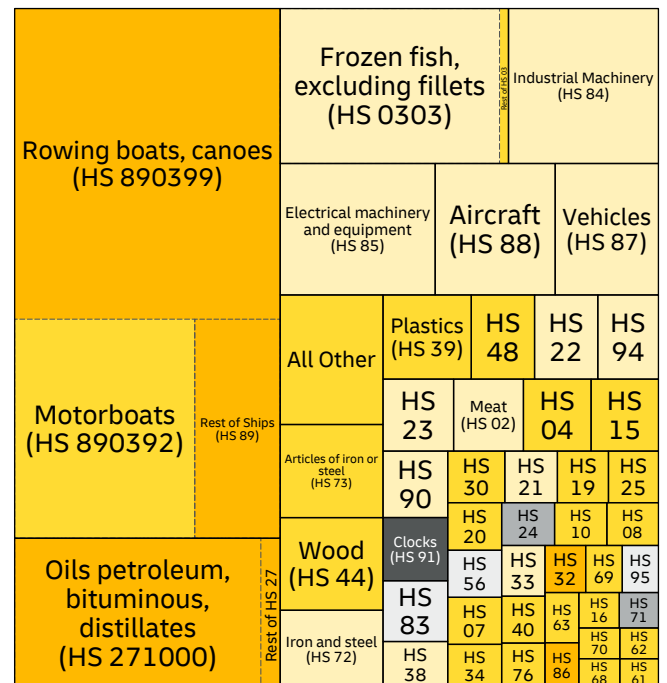 Rowing boats, canoes
(HS 890399)
Motorboats
(HS 890392)
Rest of Ships
(HS 89)
Oils petroleum,
bituminous,
distillates
(HS 271000)
Rest of HS 27
Frozen fish,
excluding fillets
(HS 0303)
Rest of HS 03
Industrial Machinery
(HS 84)
Electrical machinery
and equipment
(HS 85)
Aircraft
(HS 88)
Vehicles
(HS 87)
All Other
Plastics
(HS 39)
HS
48
HS
22
HS
94
HS
23
Meat
(HS 02)
HS
04
HS
15
Articles of iron or
steel
(HS 73)
HS
90
HS
30
HS
21
HS
19
HS
25
HS
20
HS
24
HS
10
HS
08
Wood
(HS 44)
Clocks
(HS 91)
HS
56
HS
33
HS
32
HS
69
HS
95
HS
83
HS
07
HS
40
HS
63
HS
16
HS
71
HS
70
HS
62
Iron and steel
(HS 72)
HS
38
HS
34
HS
76
HS
86
HS
68
HS
61